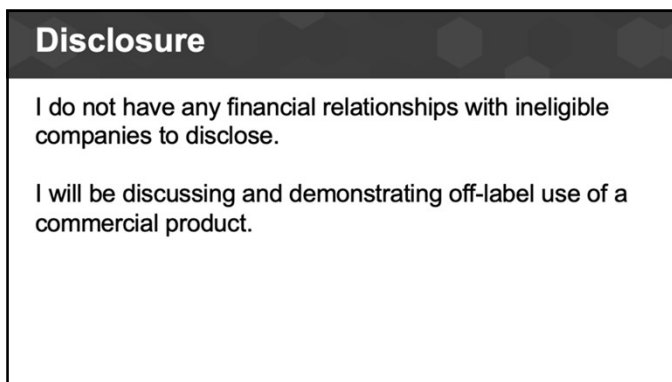 Disclosure
I do not have any financial relationships with ineligible
companies to disclose.
I will be discussing and demonstrating off-label use of a
commercial product.